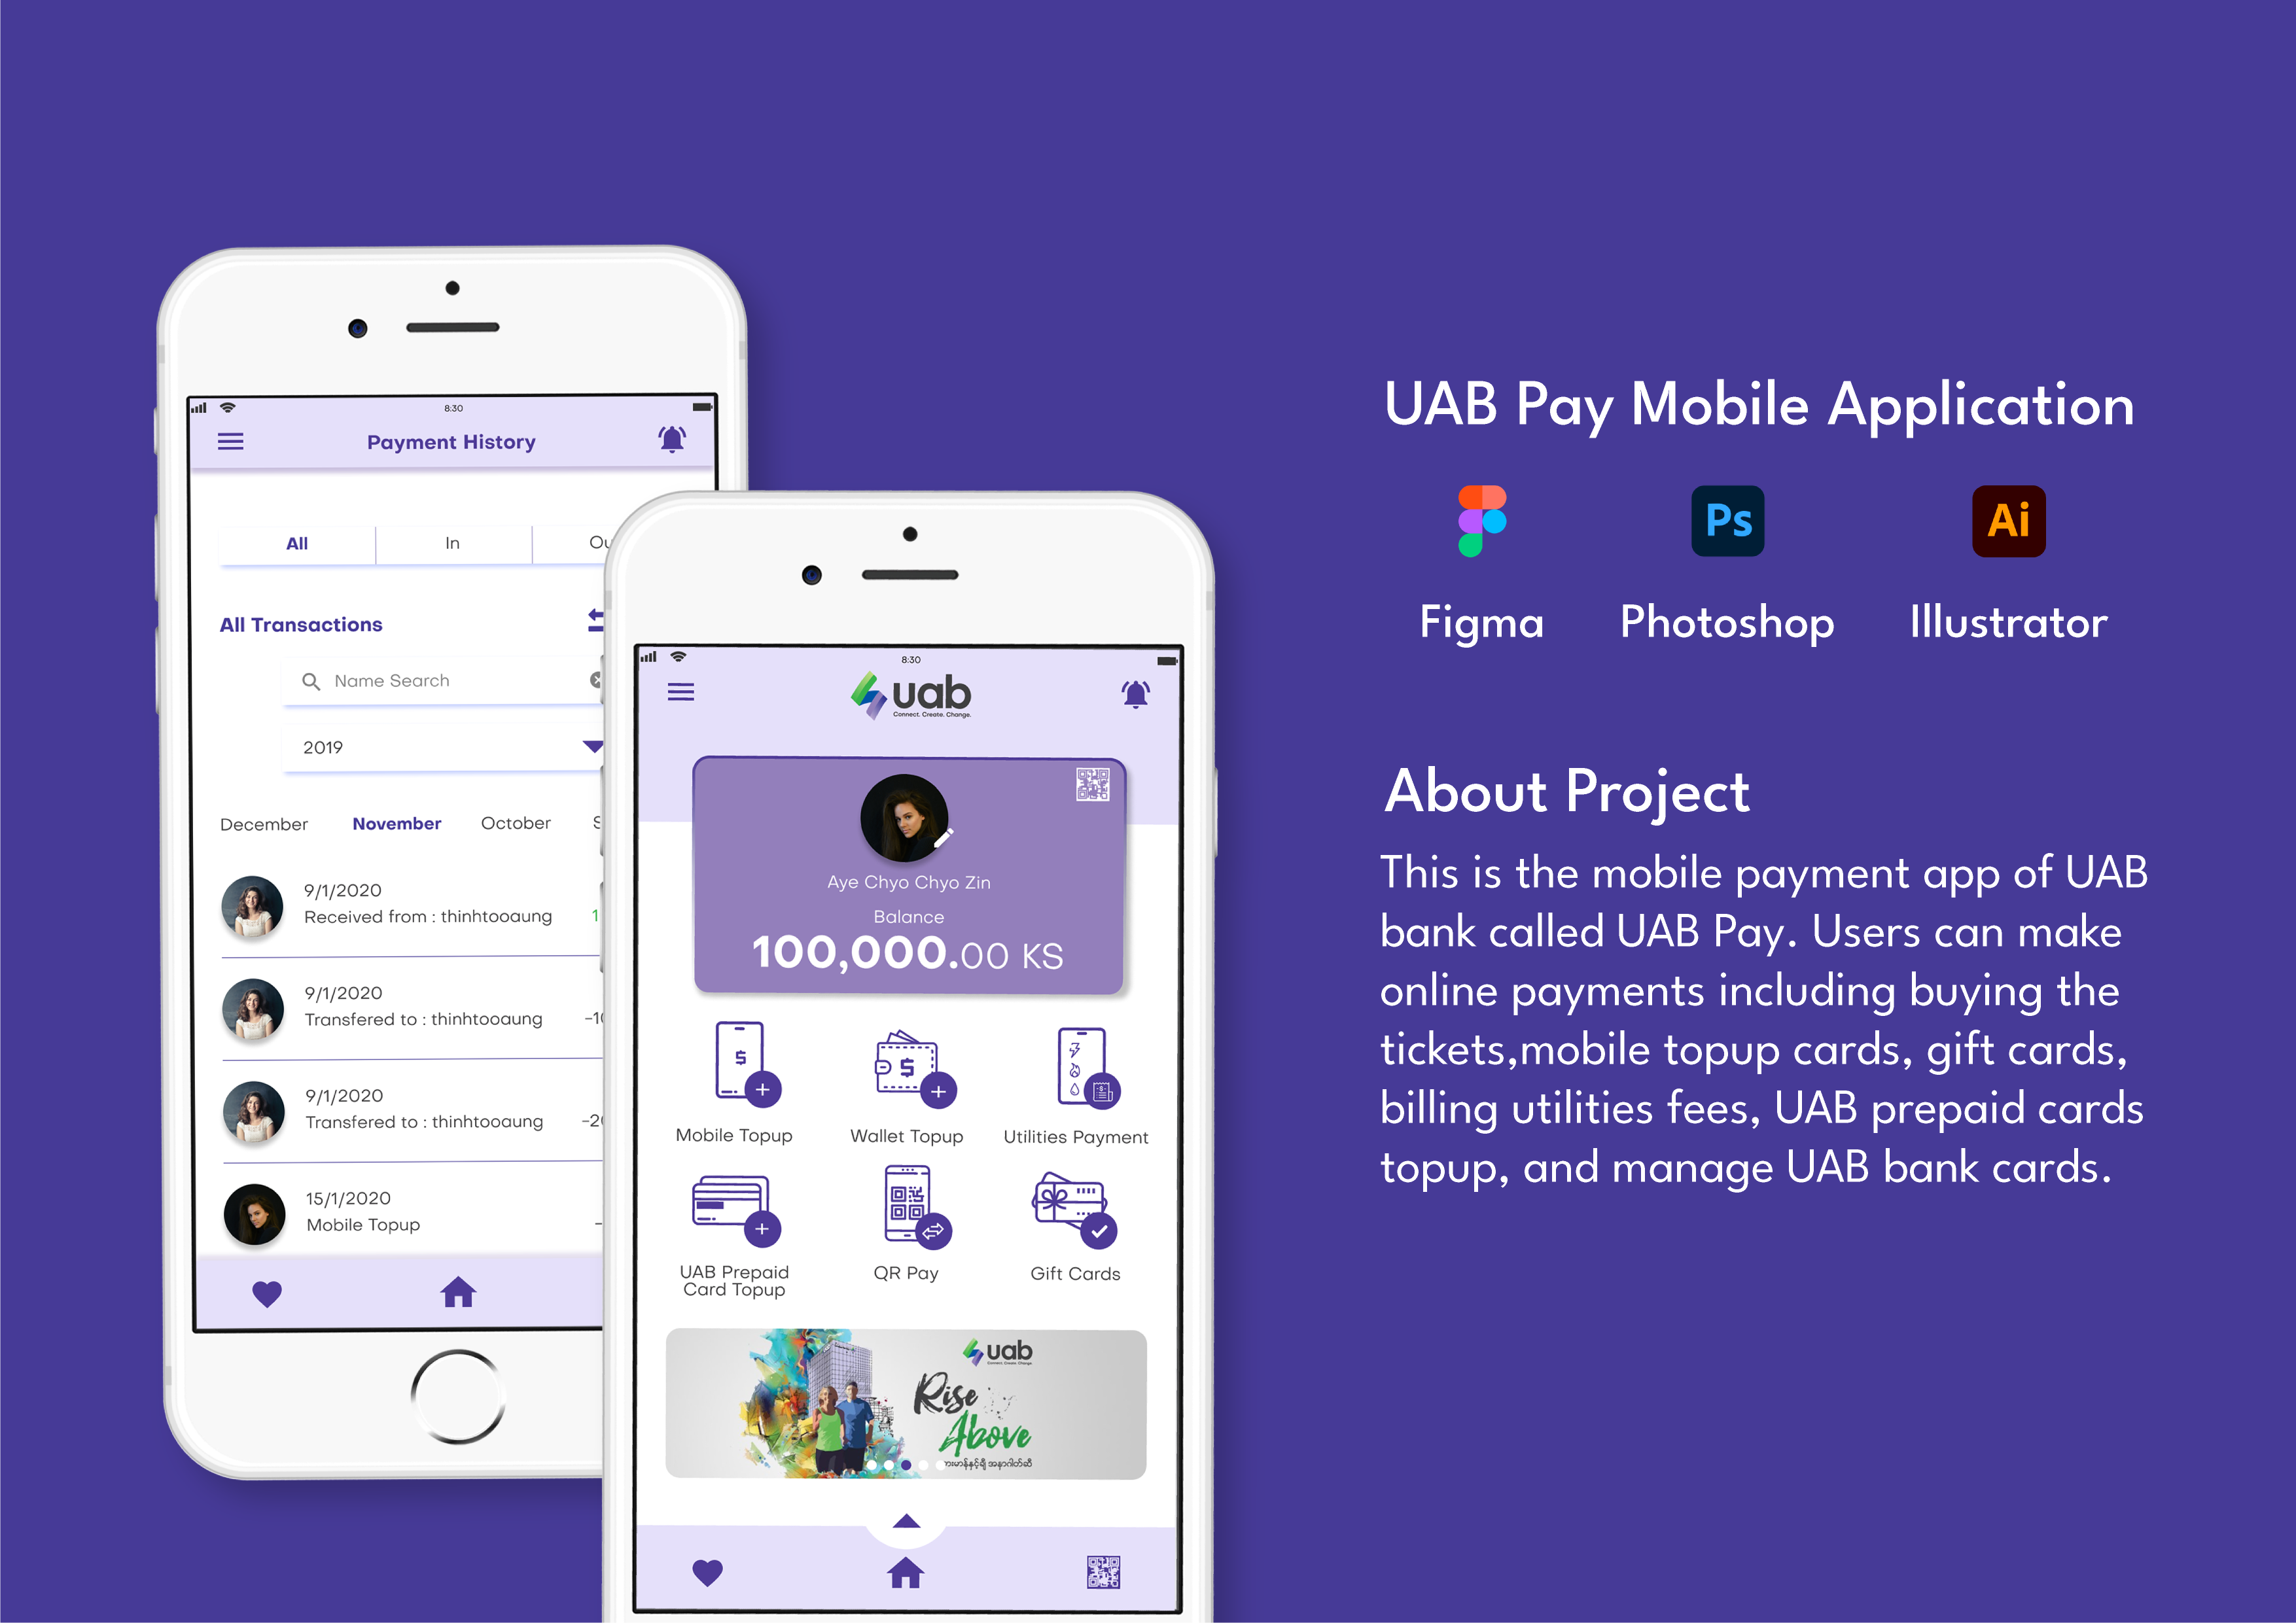 8:30
Payment History
All
In
All Transactions
Name Search
2019
December
November
October
9/1/2020
Received from : thinhtooaung
9/1/2020
Transfered to : thinhtooaung
9/1/2020
Transfered to : thinhtooaung
15/1/2020
Mobile Topup
8:30
uab
Connect. Create. Change.
Aye Chyo Chyo Zin
Balance
100,000.00 KS
Mobile Topup
Wallet Topup
Utilities Payment
UAB Prepaid
Card Topup
QR Pay
Gift Cards
uab
Connect. Create. Change
Rise
Above
UAB Pay Mobile Application
Ps
Ai
Figma
Photoshop
Illustrator
About Project
This is the mobile payment app of UAB
bank called UAB Pay. Users can make
online payments including buying the
tickets,mobile topup cards, gift cards,
billing utilities fees, UAB prepaid cards
topup, and manage UAB bank cards.